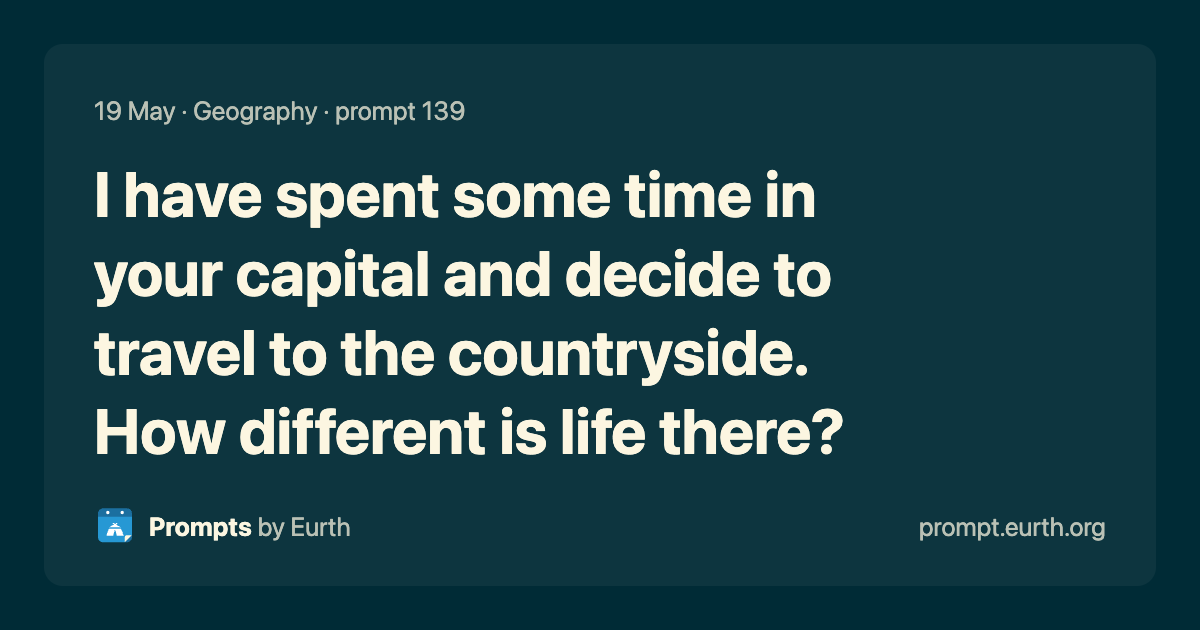 19 May · Geography · prompt 139
I have spent some time in
your capital and decide to
travel to the countryside.
How different is life there?
Prompts by Eurth
prompt.eurth.org